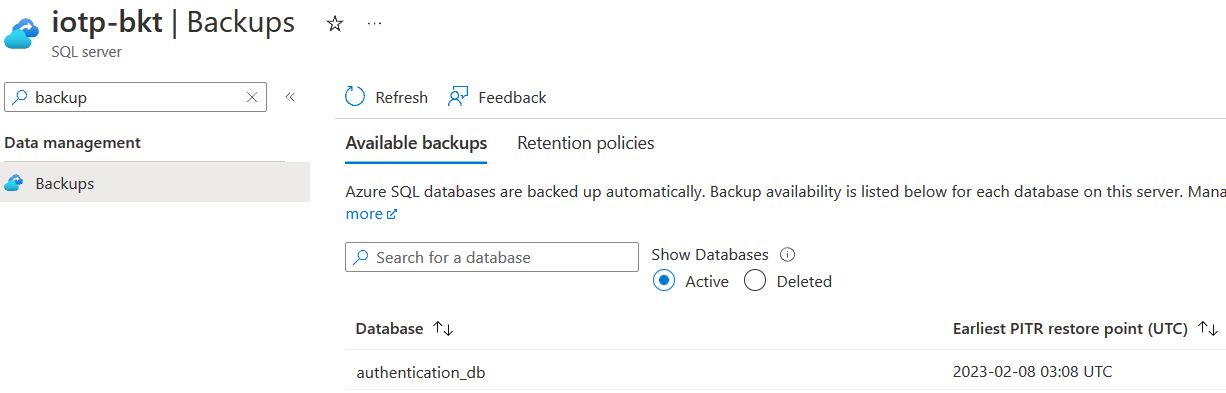 iotp-bkt | Backups
SQL server
backup
Refresh
Feedback
Data management
Available backups
Retention policies
Backups
Azure SQL databases are backed up automatically. Backup availability is listed below for each database on this server. Mana
more
Search for a database
Show Databases
Active
Deleted
Database
Earliest PITR restore point (UTC)
authentication_db
2023-02-08 03:08 UTC